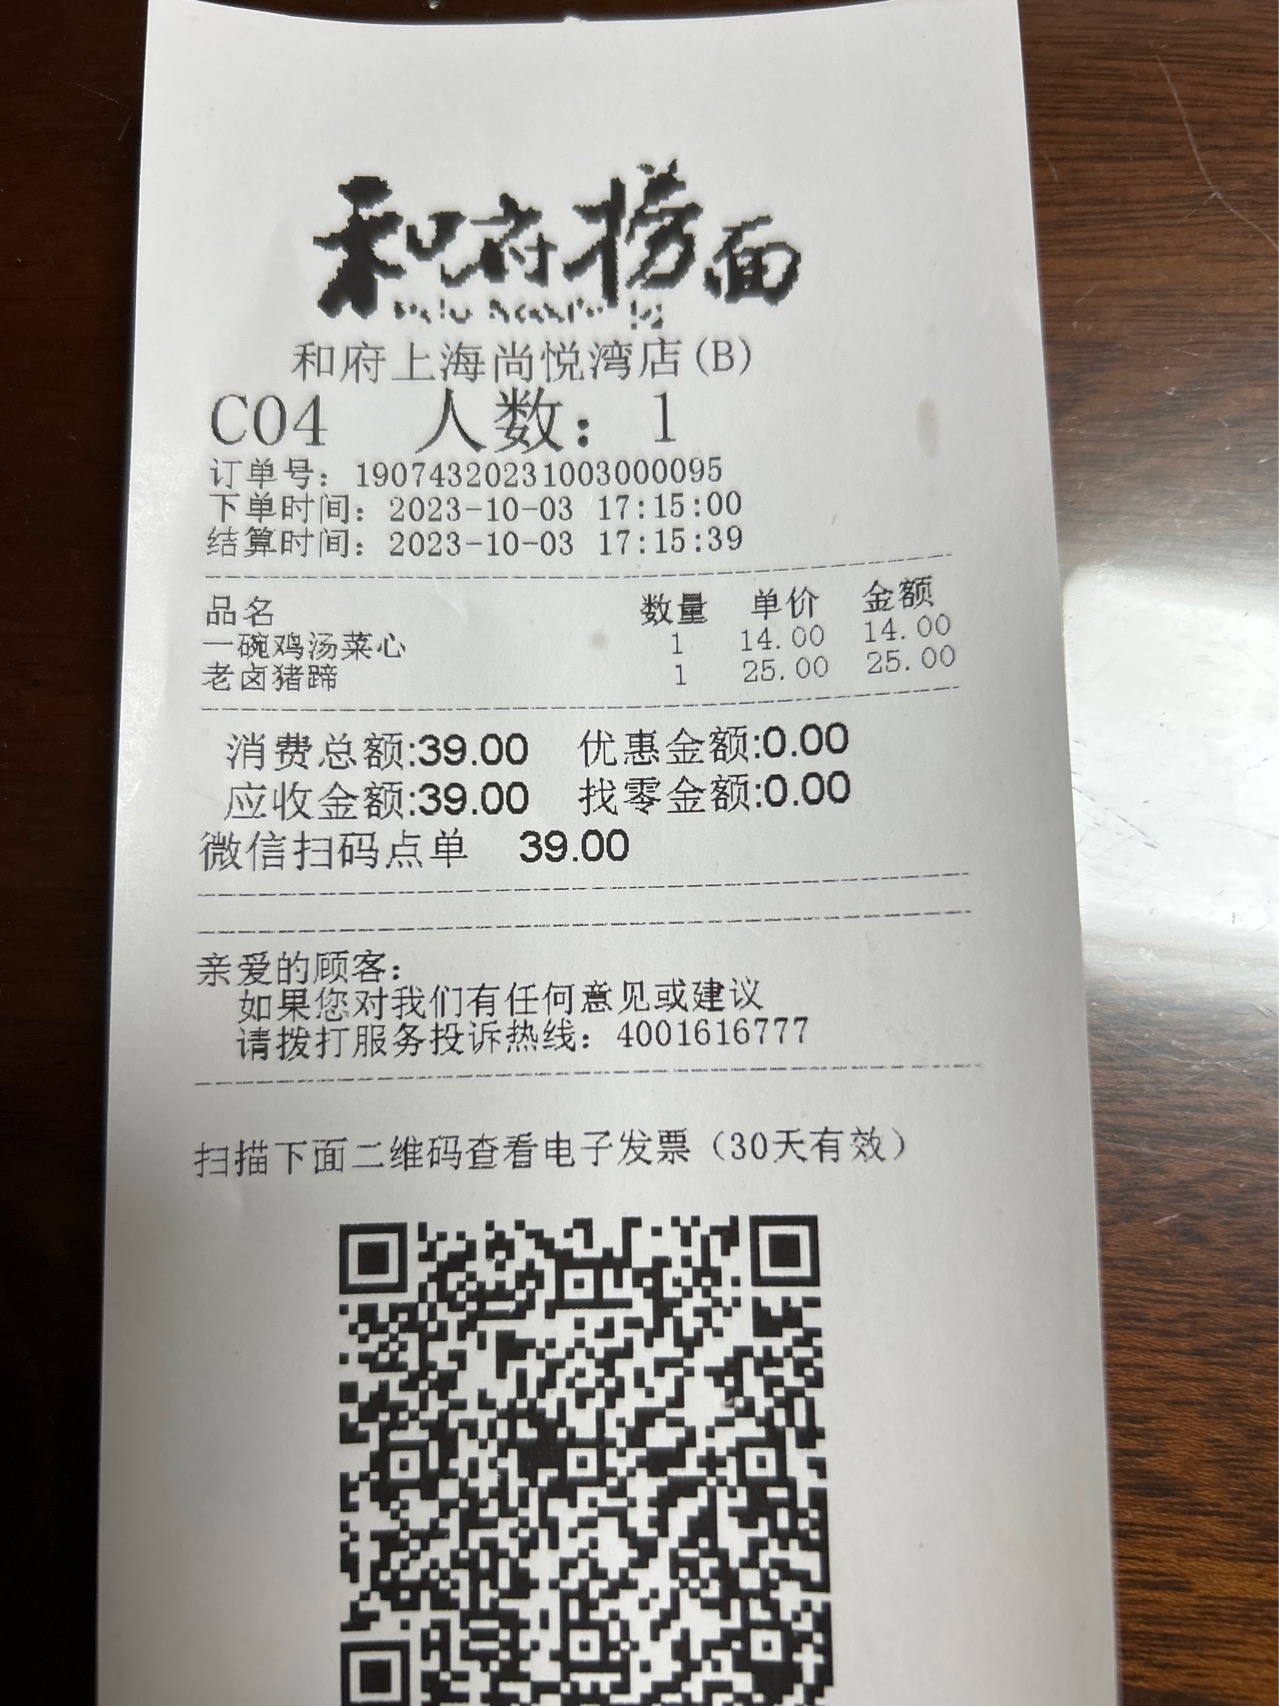 和府捞面
和府上海尚悦湾店(B)
C04 人数：1
订单号：19074320231003000095
下单时间：2023-10-03 17:15:00
结算时间：2023-10-03 17:15:39
品名 数量 单价 金额
一碗鸡汤菜心 1 14.00 14.00
老卤猪蹄 1 25.00 25.00
消费总额:39.00 优惠金额:0.00
应收金额:39.00 找零金额:0.00
微信扫码点单 39.00
亲爱的顾客：
如果您对我们有任何意见或建议
请拨打服务投诉热线：4001616777
扫描下面二维码查看电子发票（30天有效）